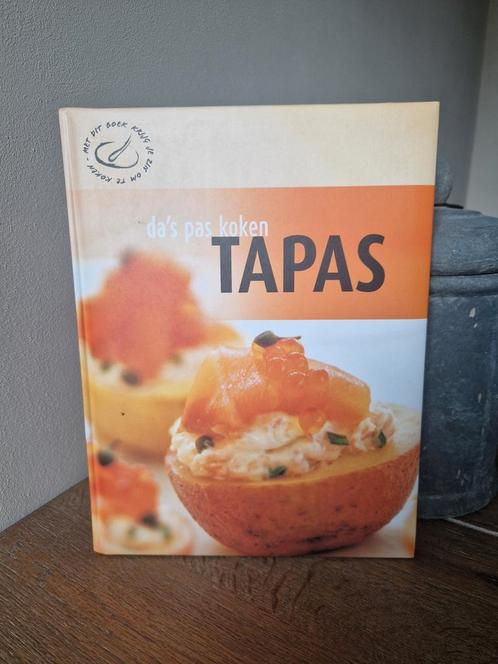 MET DIT BOEK KRIJG JE ZIN OM TE KOKEN -
da's pas koken
TAPAS